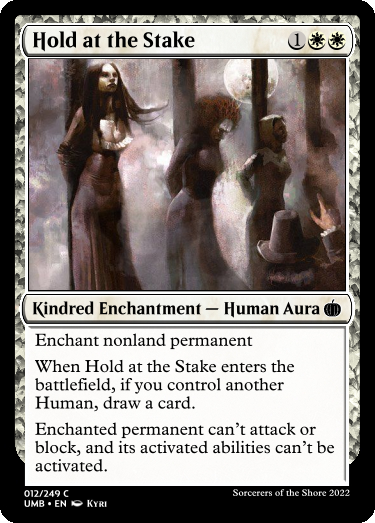 Hold at the Stake 1
Kindred Enchantment — Human Aura
Enchant nonland permanent
When Hold at the Stake enters the
battlefield, if you control another
Human, draw a card.
Enchanted permanent can't attack or
block, and its activated abilities can't be
activated.
012/249 C
Sorcerers of the Shore 2022
UMB • EN Kyri